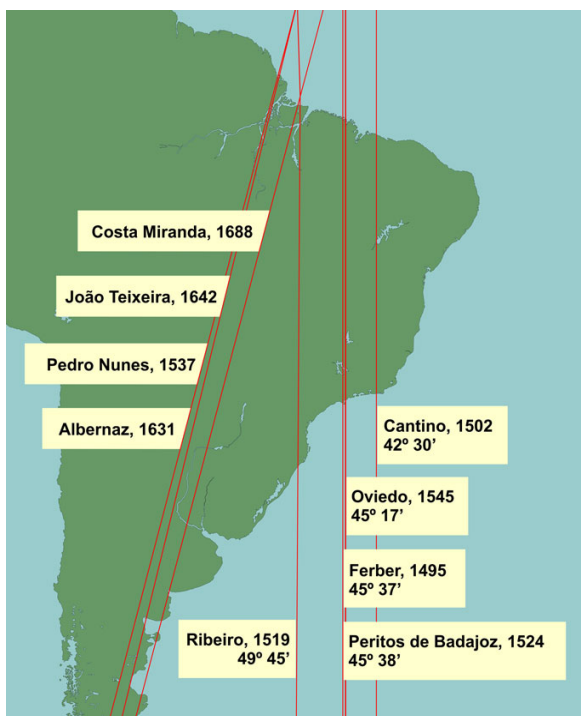 Costa Miranda, 1688
João Teixeira, 1642
Pedro Nunes, 1537
Albernaz, 1631
Cantino, 1502
42º 30’
Oviedo, 1545
45º 17’
Ferber, 1495
45º 37’
Ribeiro, 1519
49º 45’
Peritos de Badajoz, 1524
45º 38’